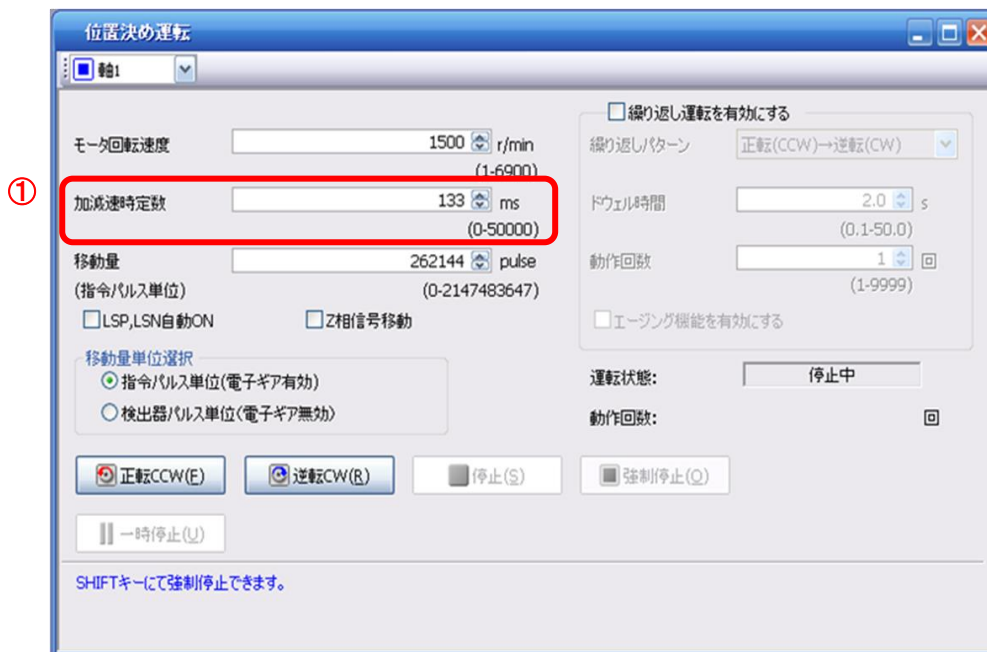 位置決め運転
軸1
モータ回転速度 1500 r/min
(1-6900)
①
加減速時定数 133 ms
(0-50000)
移動量 262144 pulse
(指令パルス単位) (0-2147483647)
LSP,LSN自動ON Z相信号移動
移動量単位選択
指令パルス単位(電子ギア有効)
検出器パルス単位(電子ギア無効)
繰り返し運転を有効にする
繰り返しパターン 正転(CCW)→逆転(CW)
ドウェル時間 2.0 s
(0.1-50.0)
動作回数 1 回
(1-9999)
エージング機能を有効にする
運転状態: 停止中
動作回数: 回
正転CCW(F) 逆転CW(R) 停止(S) 強制停止(O)
一時停止(U)
SHIFTキーにて強制停止できます。